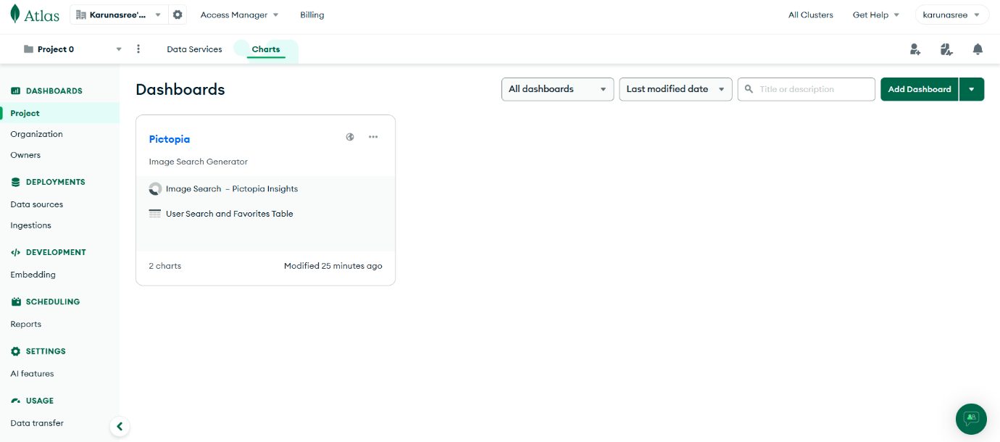 Atlas Karunasree'... Access Manager Billing All Clusters Get Help karunasree
Project 0 Data Services Charts
DASHBOARDS
Project
Organization
Owners
DEPLOYMENTS
Data sources
Ingestions
DEVELOPMENT
Embedding
SCHEDULING
Reports
SETTINGS
AI features
USAGE
Data transfer
Dashboards All dashboards Last modified date Title or description Add Dashboard
Pictopia
Image Search Generator
Image Search – Pictopia Insights
User Search and Favorites Table
2 charts Modified 25 minutes ago